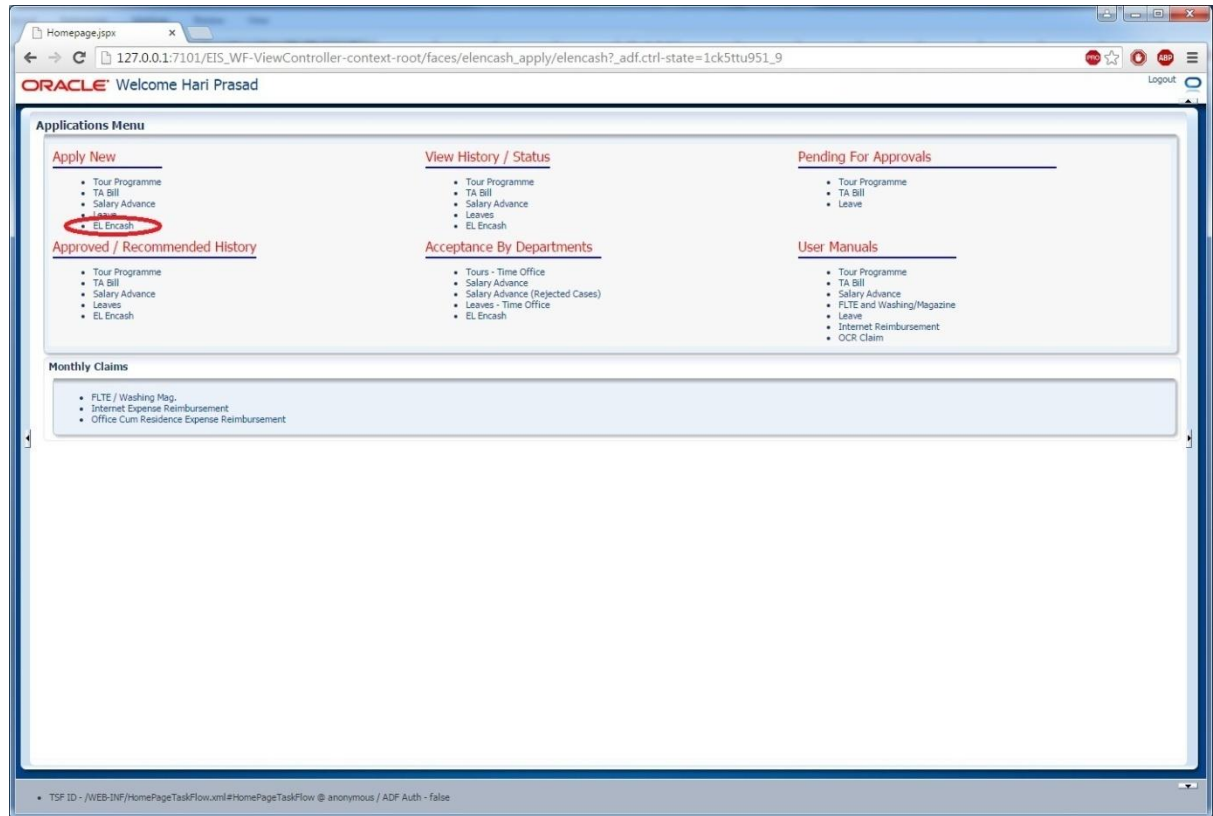 Homepage.jspx
127.0.0.1:7101/EIS_WF-ViewController-context-root/faces/elencash_apply/elencash?_adf.ctrl-state=1ck5ttu951_9
PRO
ABP
ORACLE Welcome Hari Prasad
Logout
Applications Menu
Apply New
Tour Programme
TA Bill
Salary Advance
Leave
EL Encash
View History / Status
Tour Programme
TA Bill
Salary Advance
Leaves
EL Encash
Pending For Approvals
Tour Programme
TA Bill
Leave
Approved / Recommended History
Tour Programme
TA Bill
Salary Advance
Leaves
EL Encash
Acceptance By Departments
Tours - Time Office
Salary Advance
Salary Advance (Rejected Cases)
Leaves - Time Office
EL Encash
User Manuals
Tour Programme
TA Bill
Salary Advance
FLTE and Washing/Magazine
Leave
Internet Reimbursement
OCR Claim
Monthly Claims
FLTE / Washing Mag.
Internet Expense Reimbursement
Office Cum Residence Expense Reimbursement
TSF ID - /WEB-INF/HomePageTaskFlow.xml#HomePageTaskFlow @ anonymous / ADF Auth - false